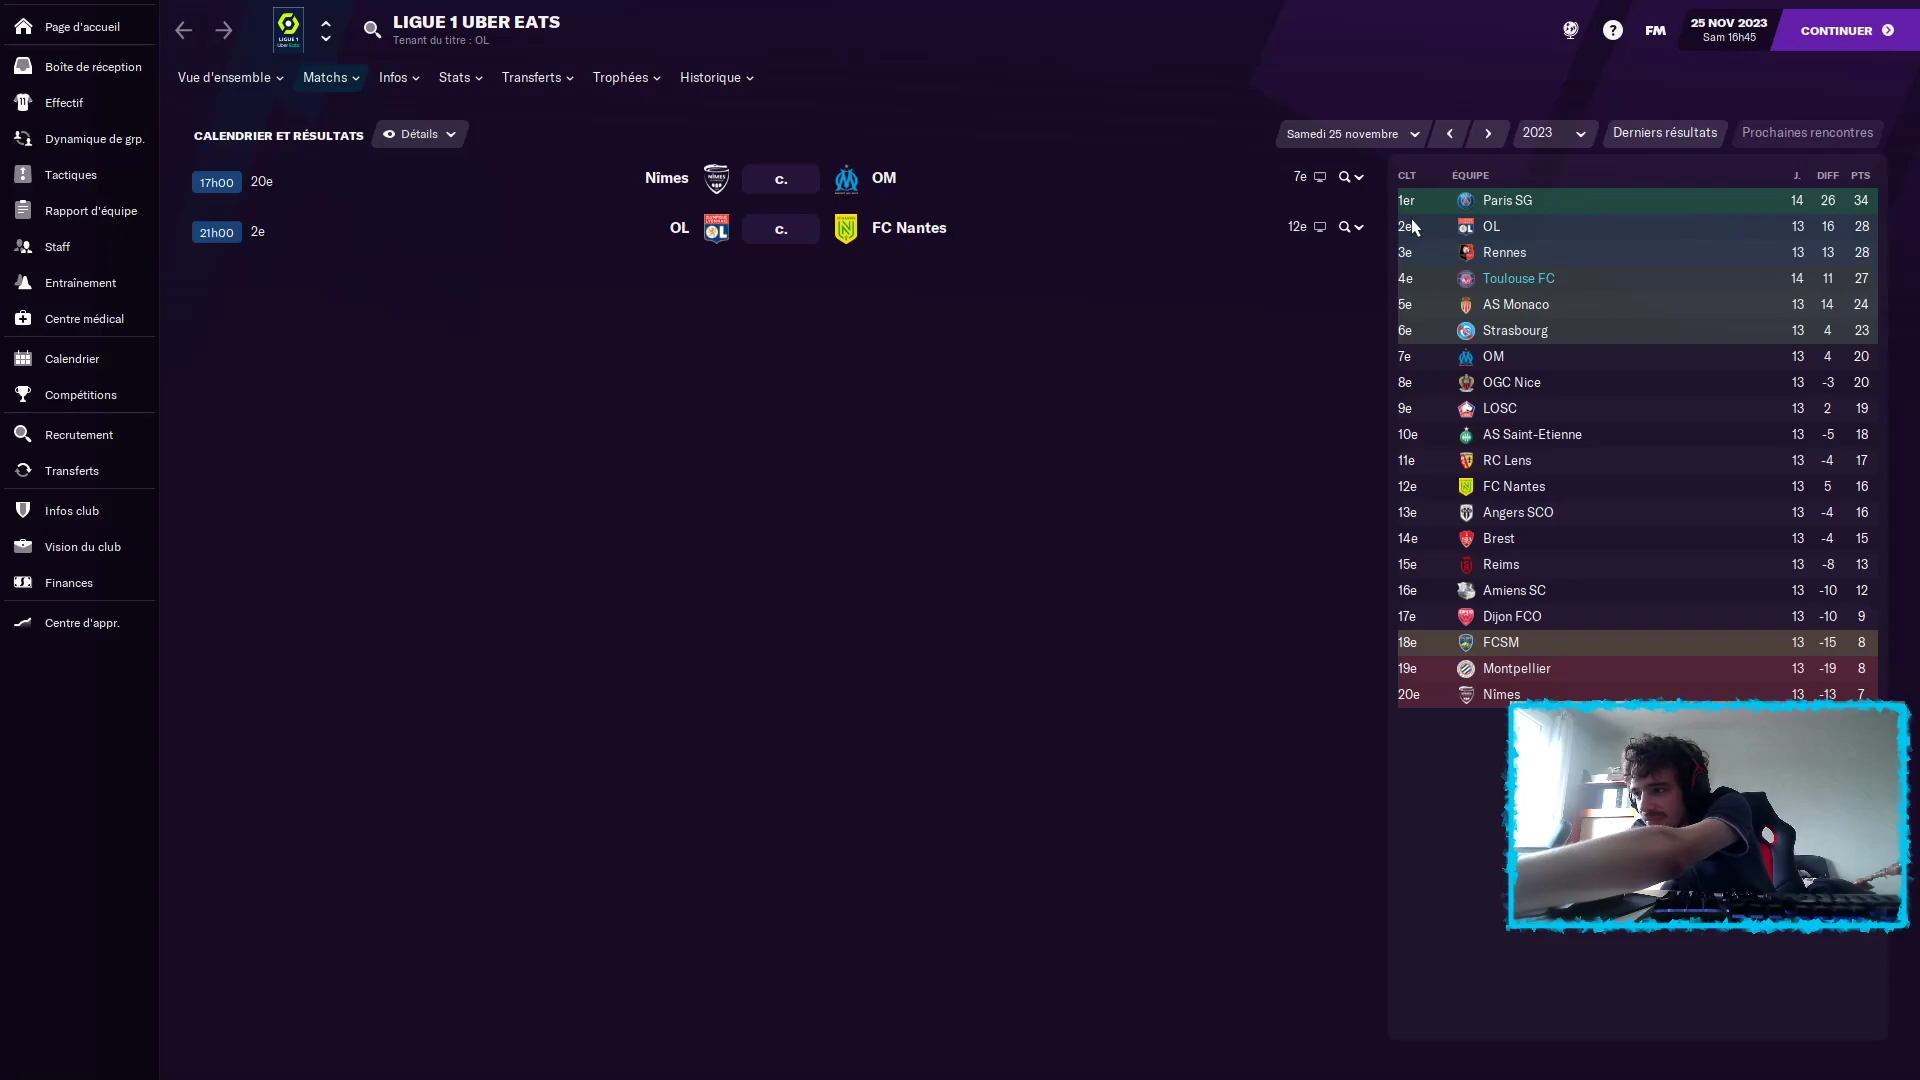 Page d'accueil
Boîte de réception
Effectif
Dynamique de grp.
Tactiques
Rapport d'équipe
Staff
Entraînement
Centre médical
Calendrier
Compétitions
Recrutement
Transferts
Infos club
Vision du club
Finances
Centre d'appr.
LIGUE 1 UBER EATS
Tenant du titre : OL
FM
25 NOV 2023
Sam 16h45
CONTINUER
Vue d'ensemble Matchs Infos Stats Transferts Trophées Historique
CALENDRIER ET RÉSULTATS Détails
Samedi 25 novembre 2023 Derniers résultats Prochaines rencontres
17h00 20e Nîmes c. OM 7e
21h00 2e OL c. FC Nantes 12e
CLT ÉQUIPE J. DIFF PTS
1er Paris SG 14 26 34
2e OL 13 16 28
3e Rennes 13 13 28
4e Toulouse FC 14 11 27
5e AS Monaco 13 14 24
6e Strasbourg 13 4 23
7e OM 13 4 20
8e OGC Nice 13 -3 20
9e LOSC 13 2 19
10e AS Saint-Etienne 13 -5 18
11e RC Lens 13 -4 17
12e FC Nantes 13 5 16
13e Angers SCO 13 -4 16
14e Brest 13 -4 15
15e Reims 13 -8 13
16e Amiens SC 13 -10 12
17e Dijon FCO 13 -10 9
18e FCSM 13 -15 8
19e Montpellier 13 -19 8
20e Nîmes 13 -13 7